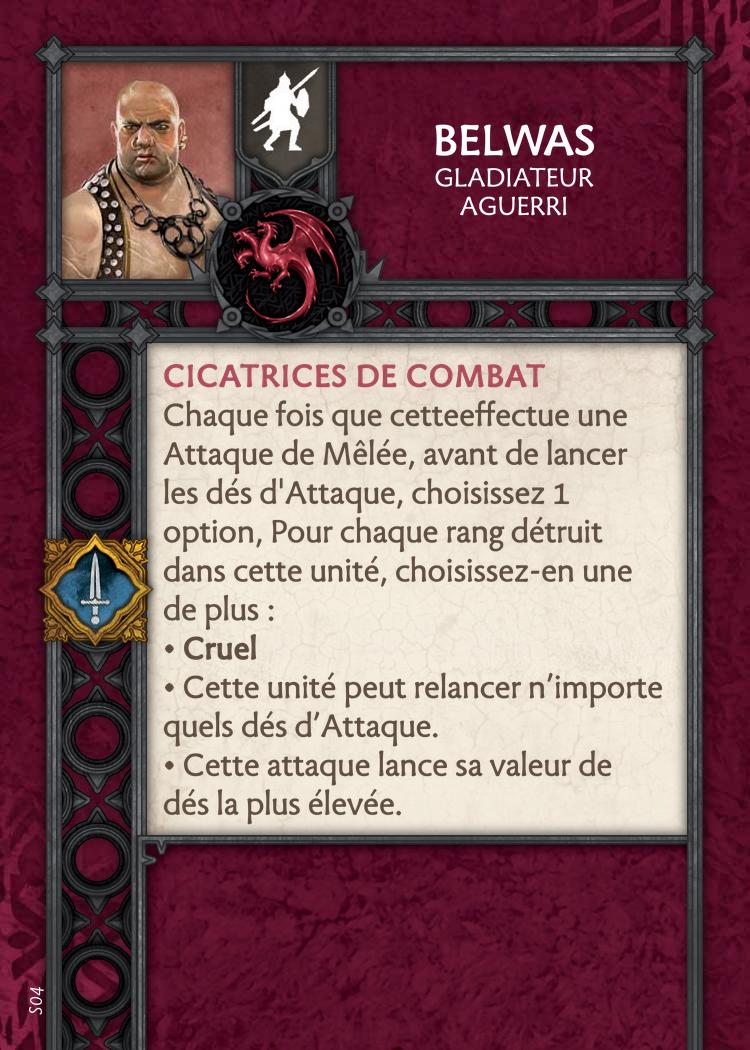 BELWAS
GLADIATEUR
AGUERRI
CICATRICES DE COMBAT
Chaque fois que cetteeffectue une
Attaque de Mêlée, avant de lancer
les dés d'Attaque, choisissez 1
option, Pour chaque rang détruit
dans cette unité, choisissez-en une
de plus :
• Cruel
• Cette unité peut relancer n’importe
quels dés d’Attaque.
• Cette attaque lance sa valeur de
dés la plus élevée.
S04